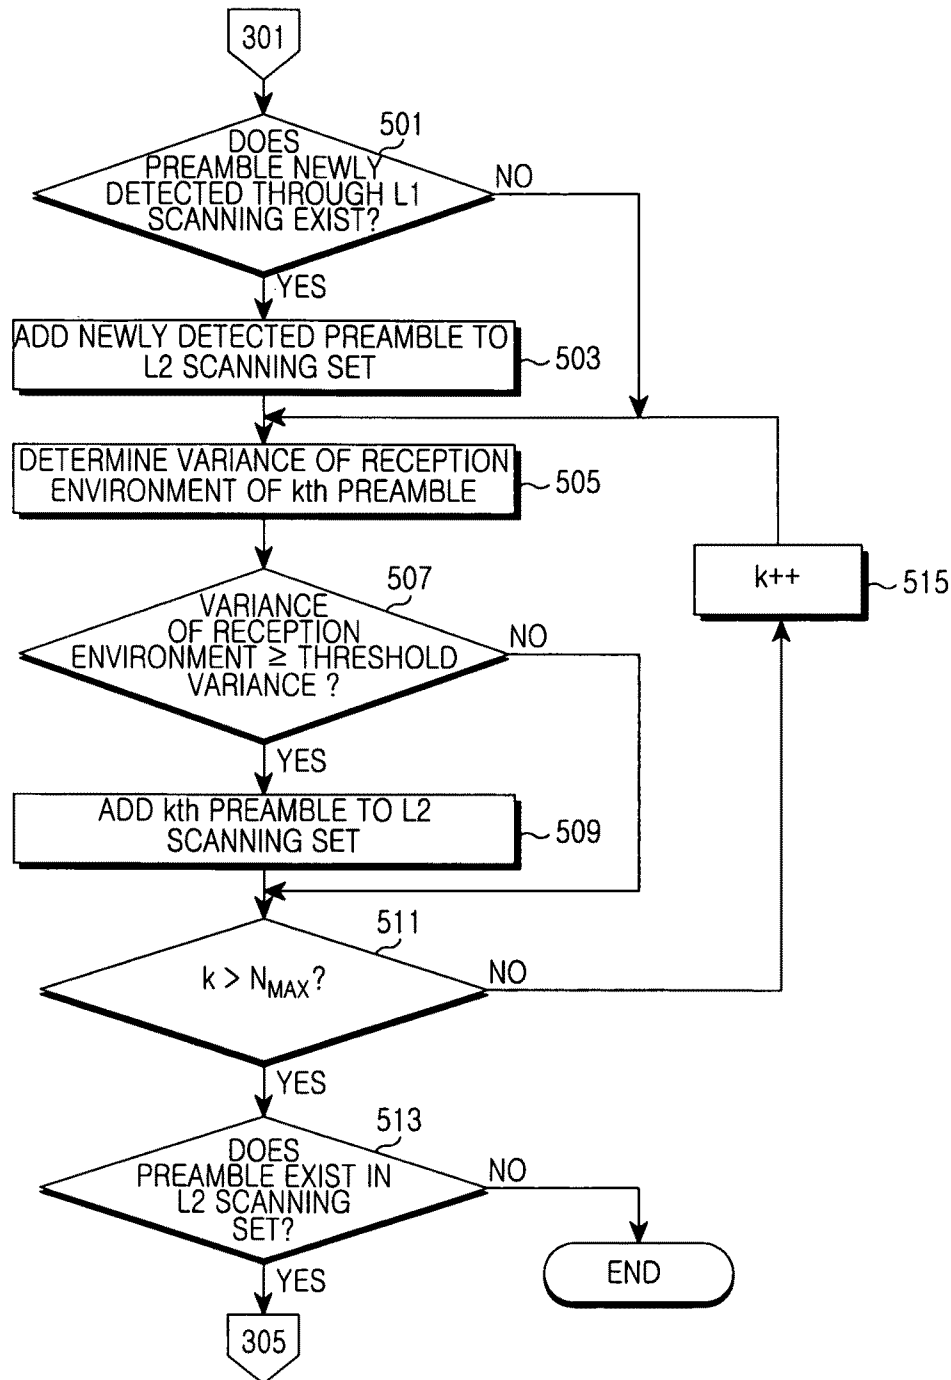 301
501
DOES
PREAMBLE NEWLY
DETECTED THROUGH L1
SCANNING EXIST?
NO
YES
ADD NEWLY DETECTED PREAMBLE TO
L2 SCANNING SET
503
DETERMINE VARIANCE OF RECEPTION
ENVIRONMENT OF kth PREAMBLE
505
k++
515
507
VARIANCE
OF RECEPTION
ENVIRONMENT ≥ THRESHOLD
VARIANCE ?
NO
YES
ADD kth PREAMBLE TO L2
SCANNING SET
509
511
k > NMAX?
NO
YES
513
DOES
PREAMBLE EXIST IN
L2 SCANNING
SET?
NO
YES
END
305